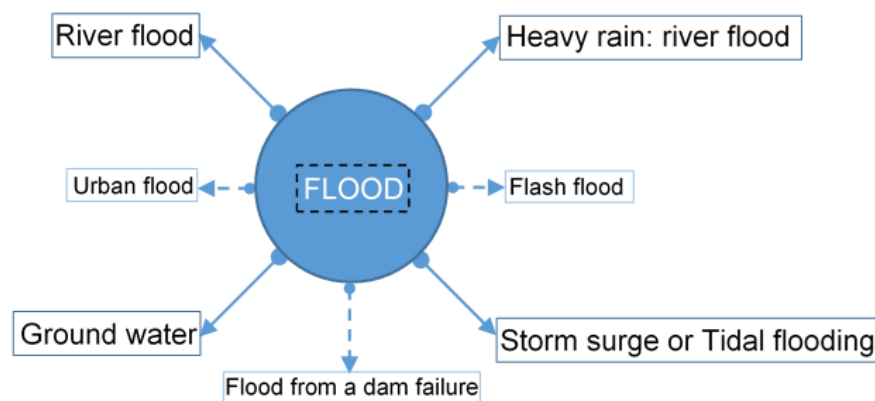 River flood
Heavy rain: river flood
Urban flood
FLOOD
Flash flood
Ground water
Storm surge or Tidal flooding
Flood from a dam failure